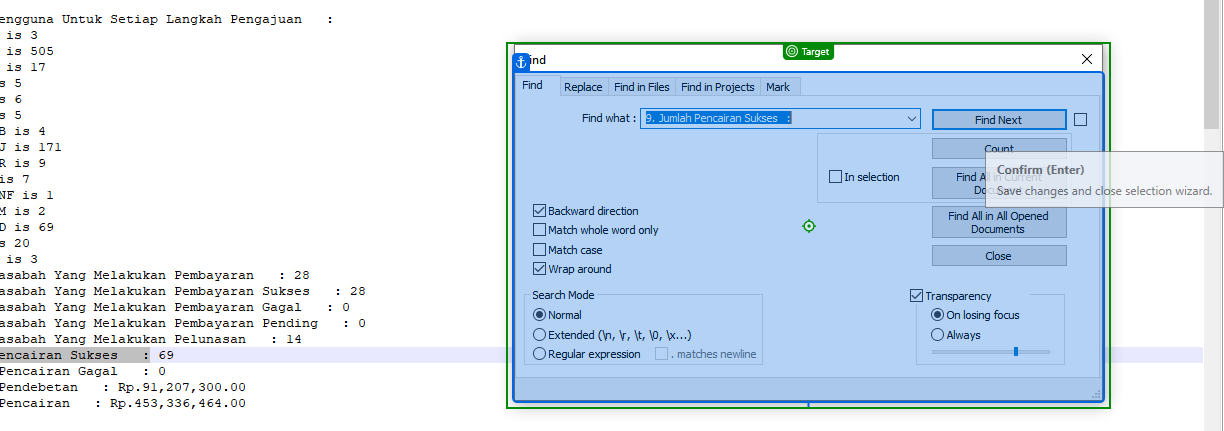 engguna Untuk Setiap Langkah Pengajuan   :
is 3
is 505
is 17
s 5
s 6
s 5
B is 4
J is 171
R is 9
is 7
NF is 1
M is 2
D is 69
s 20
is 3
asabah Yang Melakukan Pembayaran   : 28
asabah Yang Melakukan Pembayaran Sukses   : 28
asabah Yang Melakukan Pembayaran Gagal   : 0
asabah Yang Melakukan Pembayaran Pending   : 0
asabah Yang Melakukan Pelunasan   : 14
encairan Sukses   : 69
Pencairan Gagal   : 0
Pendebetan   : Rp.91,207,300.00
Pencairan   : Rp.453,336,464.00
Target
ind
Find Replace Find in Files Find in Projects Mark
Find what : 9. Jumlah Pencairan Sukses   : Find Next
Count
Confirm (Enter)
In selection Find All in Current
Save changes and close selection wizard.
Backward direction
Match whole word only
Match case
Wrap around
Find All in All Opened
Documents
Close
Search Mode
Normal
Extended (\n, \r, \t, \0, \x...)
Regular expression . matches newline
Transparency
On losing focus
Always